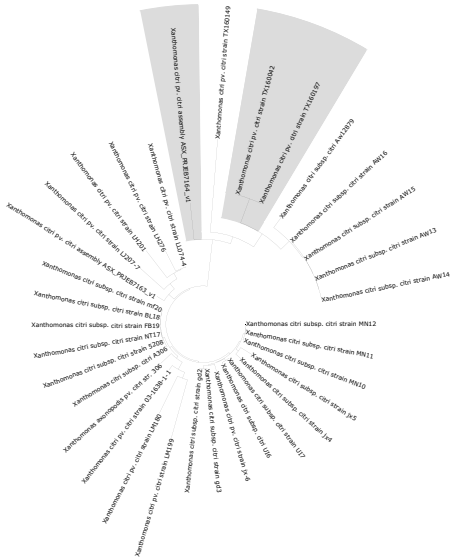 Xanthomonas citri pv. citri strain TX160149
Xanthomonas citri pv. citri strain TX160042
Xanthomonas citri pv. citri strain TX160197
Xanthomonas citri subsp. citri Aw12879
Xanthomonas citri subsp. citri strain AW16
Xanthomonas citri subsp. citri strain AW15
Xanthomonas citri subsp. citri strain AW13
Xanthomonas citri subsp. citri strain AW14
Xanthomonas citri subsp. citri strain MN12
Xanthomonas citri subsp. citri strain MN11
Xanthomonas citri subsp. citri strain MN10
Xanthomonas citri subsp. citri strain jx5
Xanthomonas citri subsp. citri strain jx4
Xanthomonas citri subsp. citri strain UI7
Xanthomonas citri subsp. citri UI6
Xanthomonas citri pv. citri strain jx-6
Xanthomonas citri subsp. citri strain gd3
Xanthomonas citri subsp. citri strain gd2
Xanthomonas citri pv. citri strain LM199
Xanthomonas citri pv. citri strain LM180
Xanthomonas citri pv. citri strain 03-1638-1-1
Xanthomonas axonopodis pv. citr str.
Xanthomonas citri subsp. citri A306
Xanthomonas citri subsp. citri strain 5208
Xanthomonas citri subsp. citri strain NT17
Xanthomonas citri subsp. citri strain FB19
Xanthomonas citri subsp. citri strain BL18
Xanthomonas citri subsp. citri strain mf20
Xanthomonas citri pv. citri assembly ASX_PRJEB7163_v1
Xanthomonas citri pv. citri strain LJ207-7
Xanthomonas citri pv. citri strain LH201
Xanthomonas citri pv. citri strain LH276
Xanthomonas citri pv. citri strain LL074-4
Xanthomonas citri pv. citri assembly ASX_PRJEB7164_v1